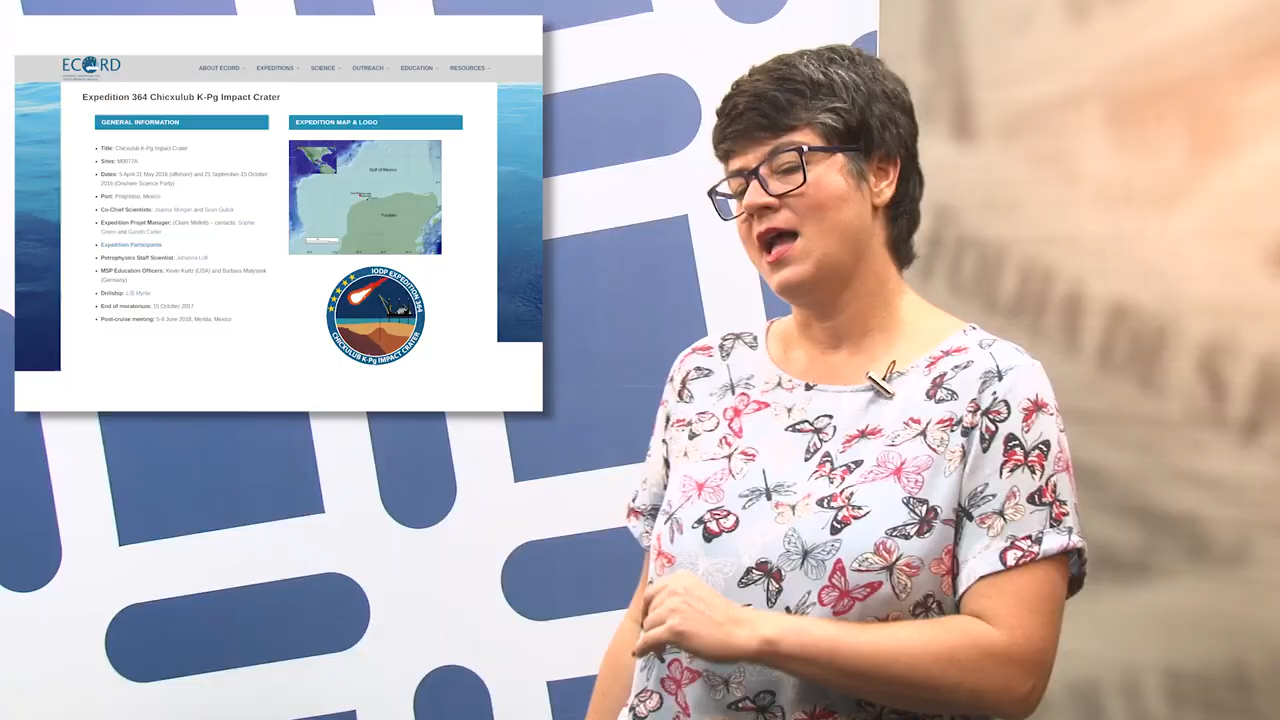 ECORD
ABOUT ECORD EXPEDITIONS SCIENCE OUTREACH EDUCATION RESOURCES
Expedition 364 Chicxulub K-Pg Impact Crater
GENERAL INFORMATION
Title: Chicxulub K-Pg Impact Crater
Sites: M0077A
Dates: 5 April-31 May 2016 (offshore) and 21 September-15 October
2016 (Onshore Science Party)
Port: Progreso, Mexico
Co-Chief Scientists: Joanna Morgan and Sean Gulick
Expedition Projet Manager: (Claire Mellett) – contacts: Sophie
Green and Gareth Carter
Expedition Participants
Petrophysics Staff Scientist: Johanna Lofi
MSP Education Officers: Kevin Kurtz (USA) and Barbara Matyssek
(Germany)
Drillship: L/B Myrtle
End of moratorium: 15 October 2017
Post-cruise meeting: 5-8 June 2018, Merida, Mexico
EXPEDITION MAP & LOGO
Gulf of Mexico
Yucatan
IODP EXPEDITION 364
CHICXULUB K-Pg IMPACT CRATER